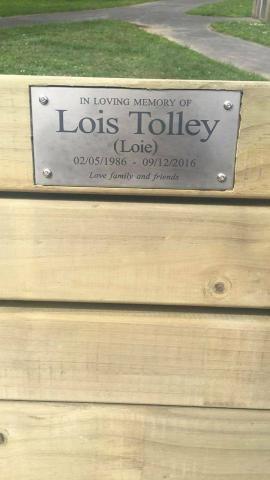 IN LOVING MEMORY OF
Lois Tolley
(Loie)
02/05/1986 - 09/12/2016
Love family and friends